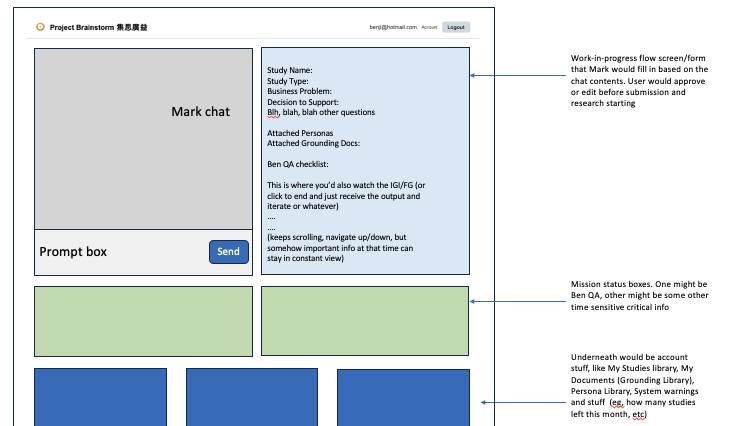 Project Brainstorm 集思廣益
benji@hotmail.com Account Logout
Mark chat
Prompt box
Send
Study Name:
Study Type:
Business Problem:
Decision to Support:
Blh, blah, blah other questions
Attached Personas
Attached Grounding Docs:
Ben QA checklist:
This is where you'd also watch the IGI/FG (or
click to end and just receive the output and
iterate or whatever)
....
....
(keeps scrolling, navigate up/down, but
somehow important info at that time can
stay in constant view)
Work-in-progress flow screen/form
that Mark would fill in based on the
chat contents. User would approve
or edit before submission and
research starting
Mission status boxes. One might be
Ben QA, other might be some other
time sensitive critical info
Underneath would be account
stuff, like My Studies library, My
Documents (Grounding Library),
Persona Library, System warnings
and stuff (eg, how many studies
left this month, etc)